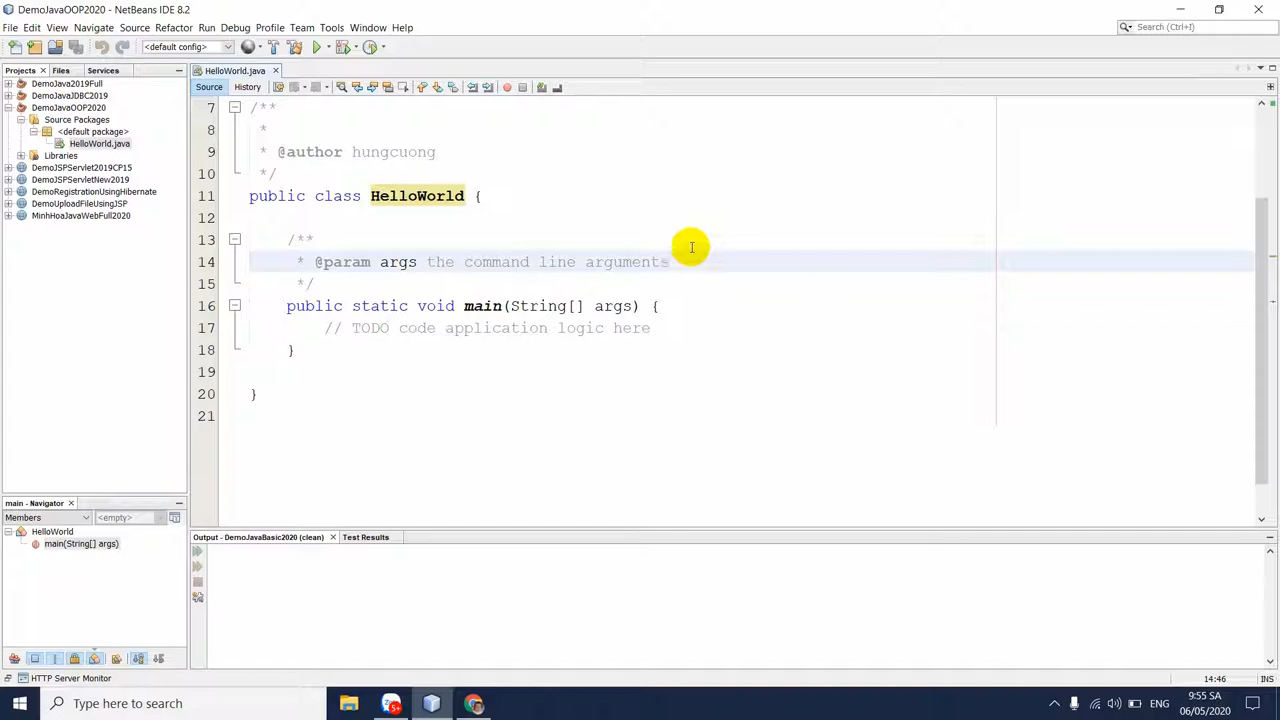 DemoJavaOOP2020 - NetBeans IDE 8.2
File Edit View Navigate Source Refactor Run Debug Profile Team Tools Window Help
Search (Ctrl+I)
<default config>
Projects Files Services
HelloWorld.java
Source History
DemoJava2019Full
DemoJavaJDBC2019
DemoJavaOOP2020
Source Packages
<default package>
HelloWorld.java
Libraries
DemoJSPServlet2019CP15
DemoJSPServletNew2019
DemoRegistrationUsingHibernate
DemoUploadFileUsingJSP
MinhHoaJavaWebFull2020
7 /**
8 *
9 * @author hungcuong
10 */
11 public class HelloWorld {
12
13 /**
14 * @param args the command line arguments
15 */
16 public static void main(String[] args) {
17 // TODO code application logic here
18 }
19
20 }
21
main - Navigator
Members <empty>
HelloWorld
main(String[] args)
Output - DemoJavaBasic2020 (clean) Test Results
HTTP Server Monitor
14:46 INS
Type here to search
5+
ENG
9:55 SA
06/05/2020